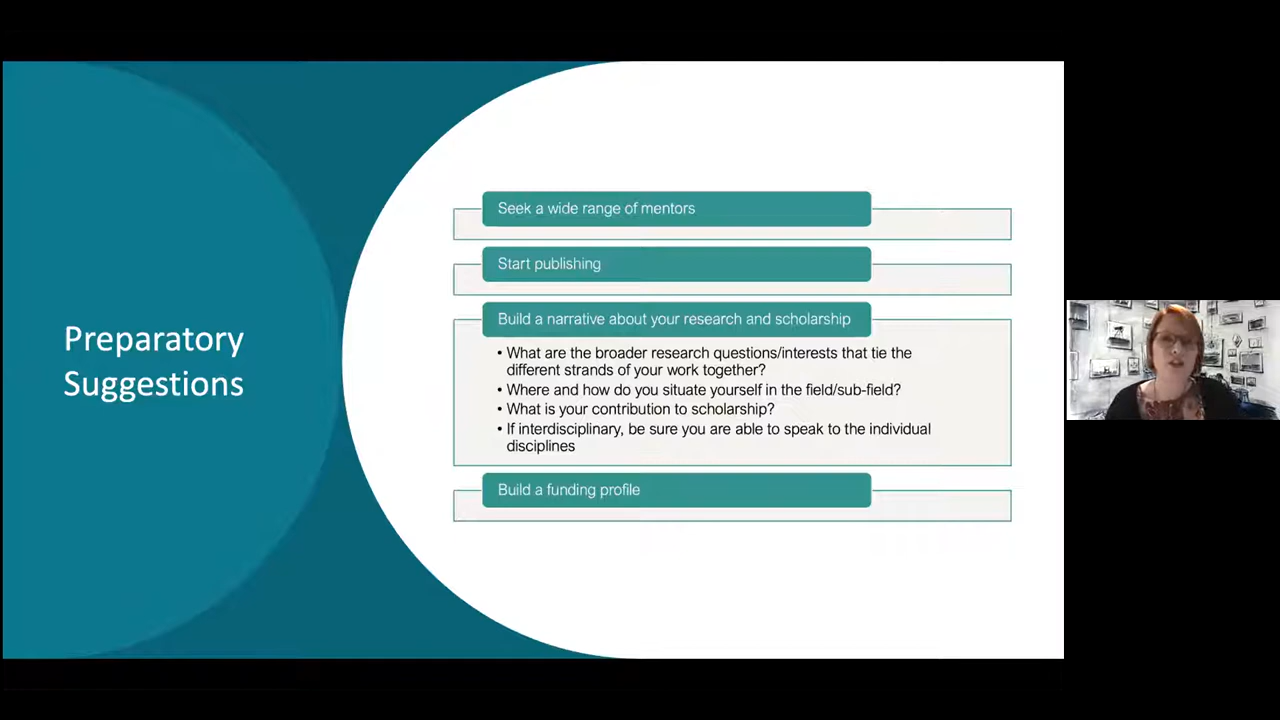 Preparatory
Suggestions
Seek a wide range of mentors
Start publishing
Build a narrative about your research and scholarship
• What are the broader research questions/interests that tie the
different strands of your work together?
• Where and how do you situate yourself in the field/sub-field?
• What is your contribution to scholarship?
• If interdisciplinary, be sure you are able to speak to the individual
disciplines
Build a funding profile